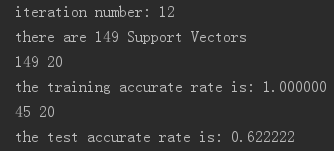 iteration number: 12
there are 149 Support Vectors
149 20
the training accurate rate is: 1.000000
45 20
the test accurate rate is: 0.622222